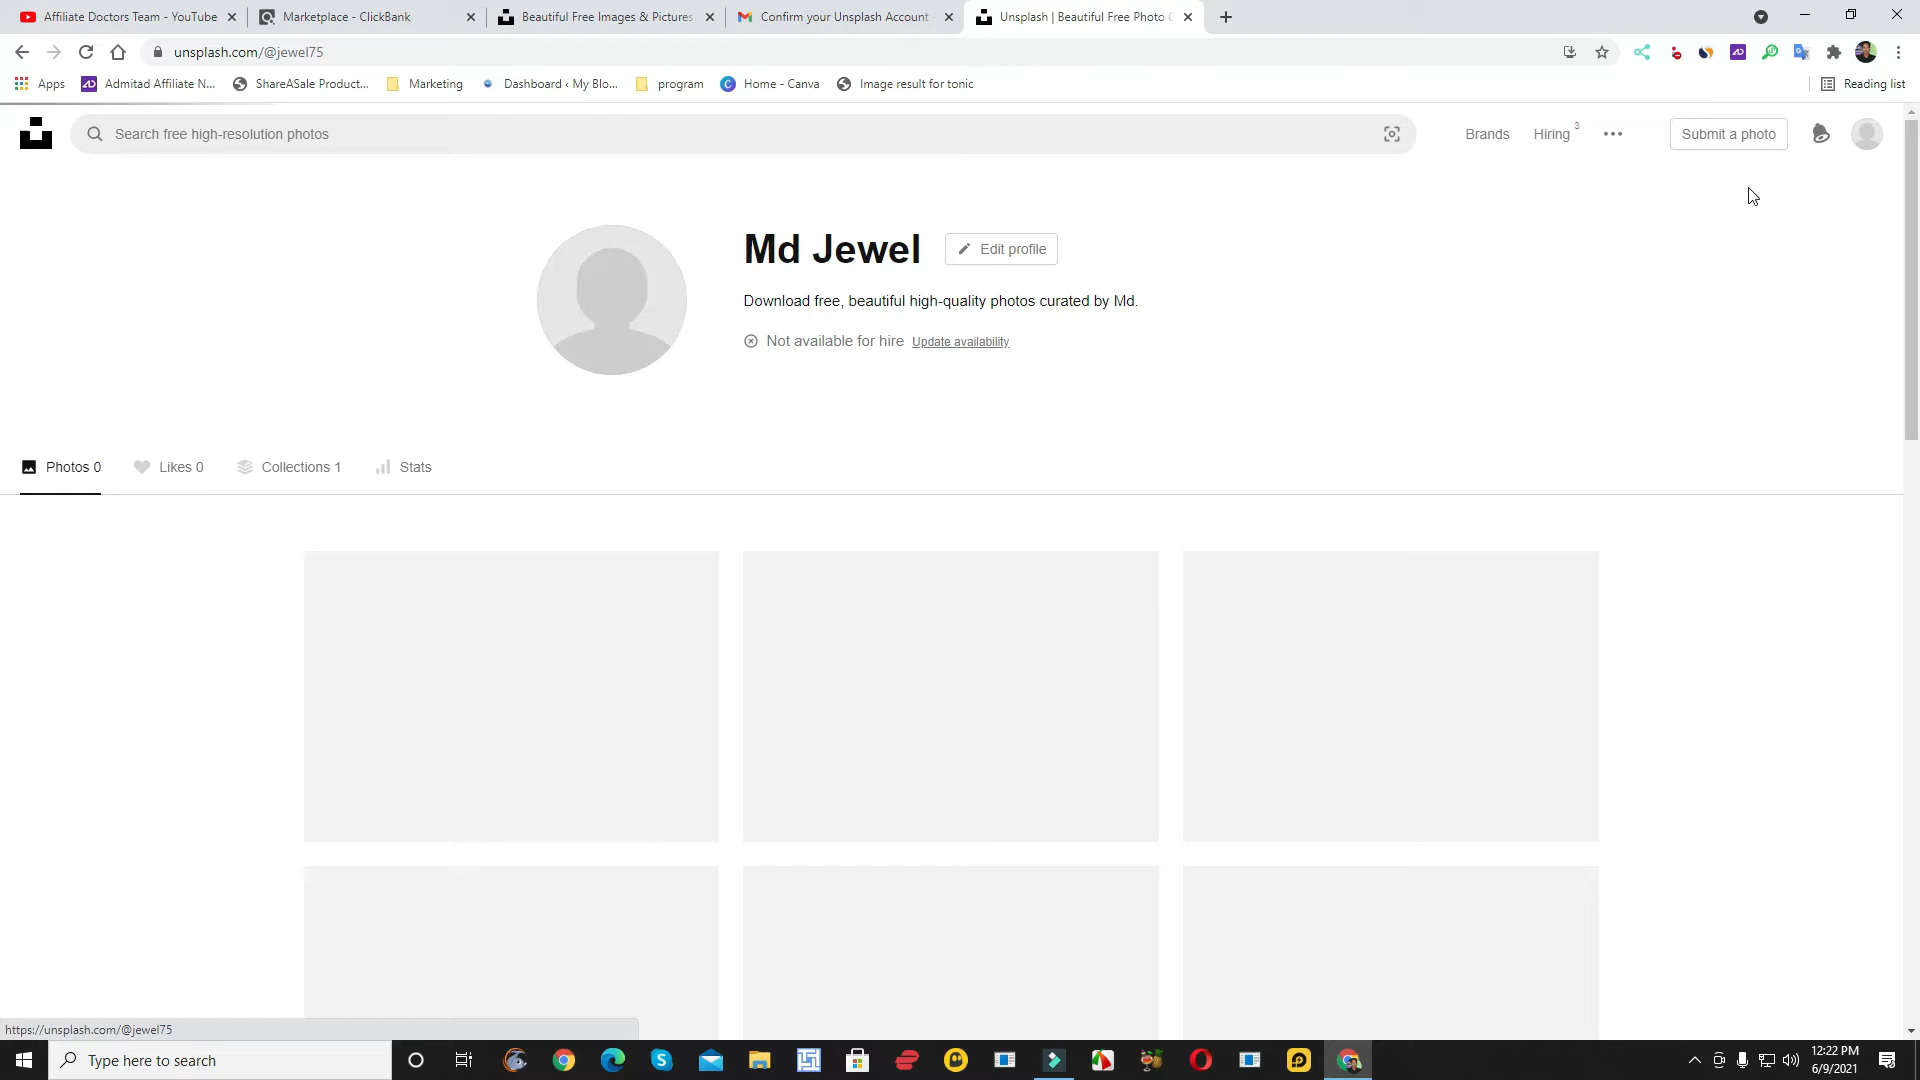 Affiliate Doctors Team - YouTube
Marketplace - ClickBank
Beautiful Free Images & Pictures
Confirm your Unsplash Account
Unsplash | Beautiful Free Photo C
unsplash.com/@jewel75
Apps
Admitad Affiliate N...
ShareASale Product...
Marketing
Dashboard ‹ My Blo...
program
Home - Canva
Image result for tonic
Reading list
Search free high-resolution photos
Brands
Hiring 3
Submit a photo
Md Jewel
Edit profile
Download free, beautiful high-quality photos curated by Md.
Not available for hire Update availability
Photos 0
Likes 0
Collections 1
Stats
https://unsplash.com/@jewel75
Type here to search
12:22 PM
6/9/2021